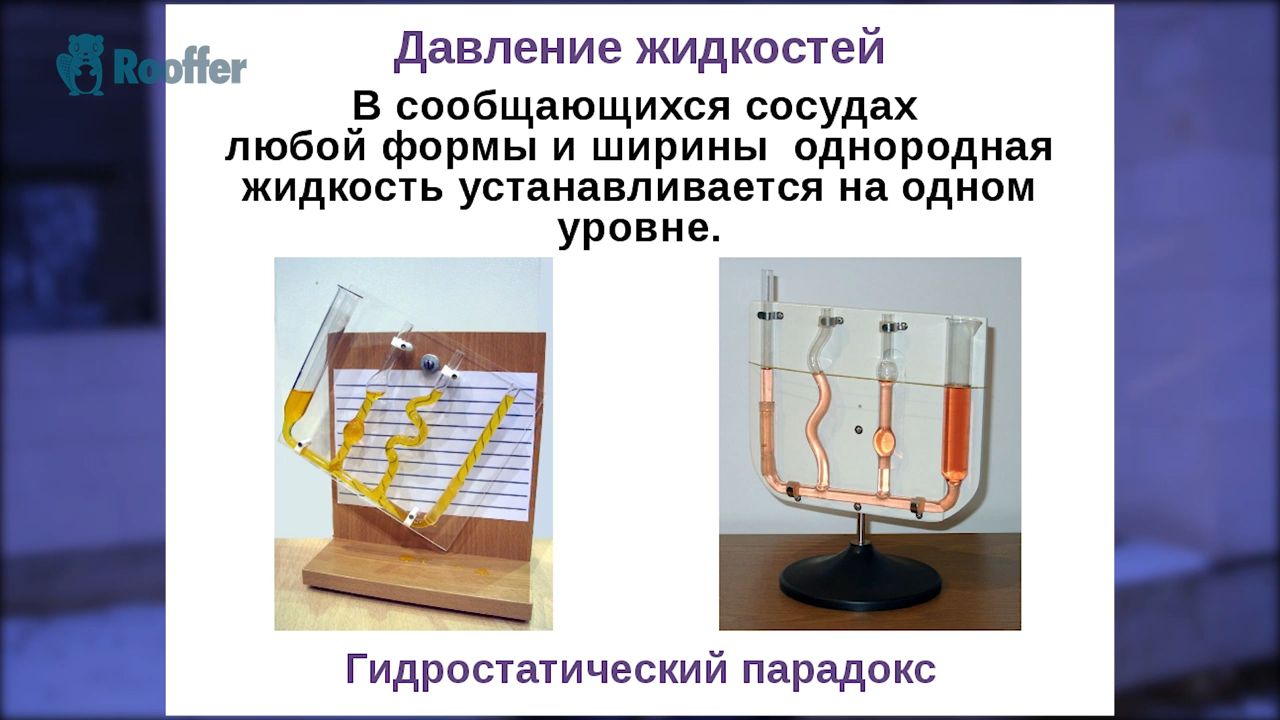 Давление жидкостей
Rooffer
В сообщающихся сосудах
любой формы и ширины однородная
жидкость устанавливается на одном
уровне.
Гидростатический парадокс